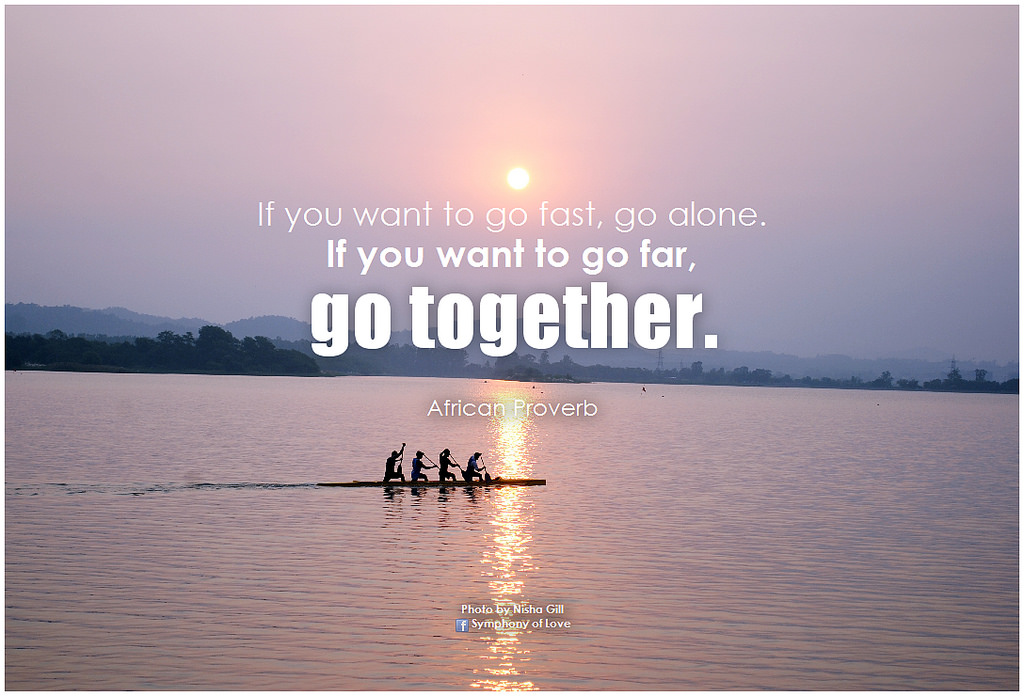 If you want to go fast, go alone.
If you want to go far,
go together.
African Proverb
Photo by Nisha Gill
f Symphony of Love